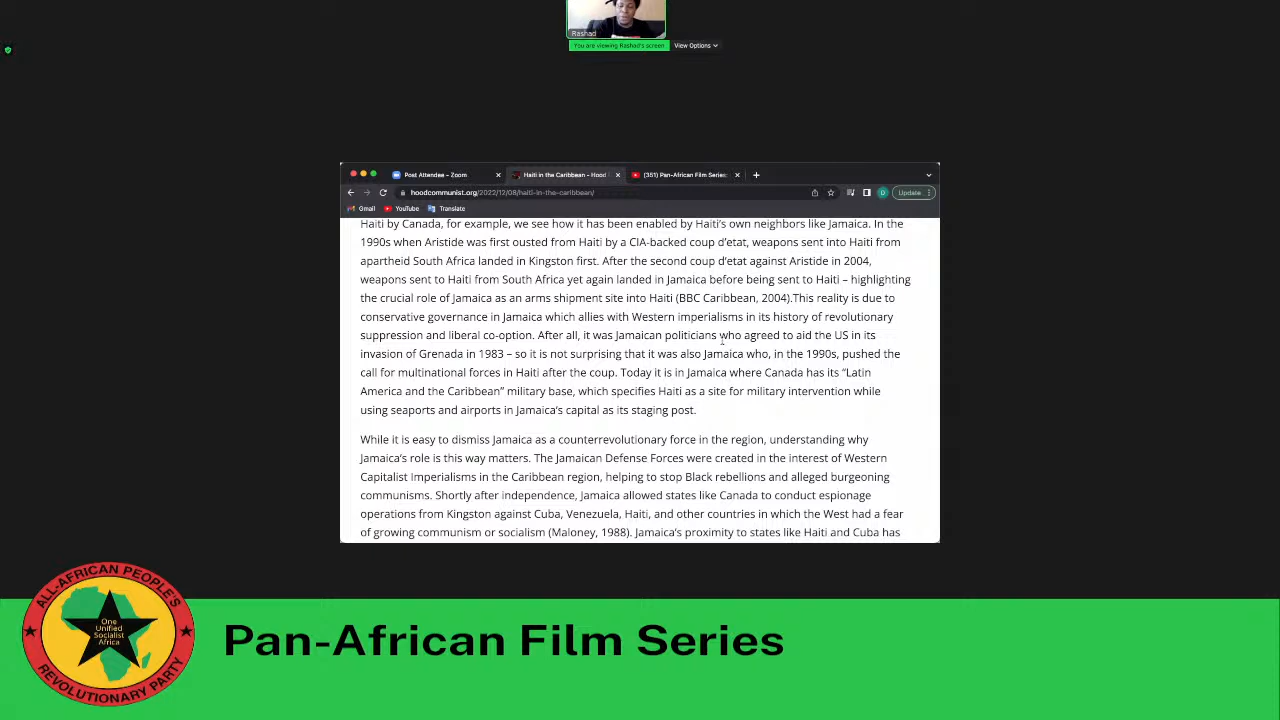 Rashad
You are viewing Rashad's screen
View Options
Post Attendee - Zoom
Haiti in the Caribbean – Hood
(351) Pan-African Film Series:
hoodcommunist.org/2022/12/08/haiti-in-the-caribbean/
D
Update
Gmail
YouTube
Translate
Haiti by Canada, for example, we see how it has been enabled by Haiti's own neighbors like Jamaica. In the
1990s when Aristide was first ousted from Haiti by a CIA-backed coup d'etat, weapons sent into Haiti from
apartheid South Africa landed in Kingston first. After the second coup d'etat against Aristide in 2004,
weapons sent to Haiti from South Africa yet again landed in Jamaica before being sent to Haiti – highlighting
the crucial role of Jamaica as an arms shipment site into Haiti (BBC Caribbean, 2004).This reality is due to
conservative governance in Jamaica which allies with Western imperialisms in its history of revolutionary
suppression and liberal co-option. After all, it was Jamaican politicians who agreed to aid the US in its
invasion of Grenada in 1983 – so it is not surprising that it was also Jamaica who, in the 1990s, pushed the
call for multinational forces in Haiti after the coup. Today it is in Jamaica where Canada has its “Latin
America and the Caribbean” military base, which specifies Haiti as a site for military intervention while
using seaports and airports in Jamaica's capital as its staging post.
While it is easy to dismiss Jamaica as a counterrevolutionary force in the region, understanding why
Jamaica's role is this way matters. The Jamaican Defense Forces were created in the interest of Western
Capitalist Imperialisms in the Caribbean region, helping to stop Black rebellions and alleged burgeoning
communisms. Shortly after independence, Jamaica allowed states like Canada to conduct espionage
operations from Kingston against Cuba, Venezuela, Haiti, and other countries in which the West had a fear
of growing communism or socialism (Maloney, 1988). Jamaica's proximity to states like Haiti and Cuba has
ALL-AFRICAN PEOPLE'S
One
Unified
Socialist
Africa
REVOLUTIONARY PARTY
Pan-African Film Series